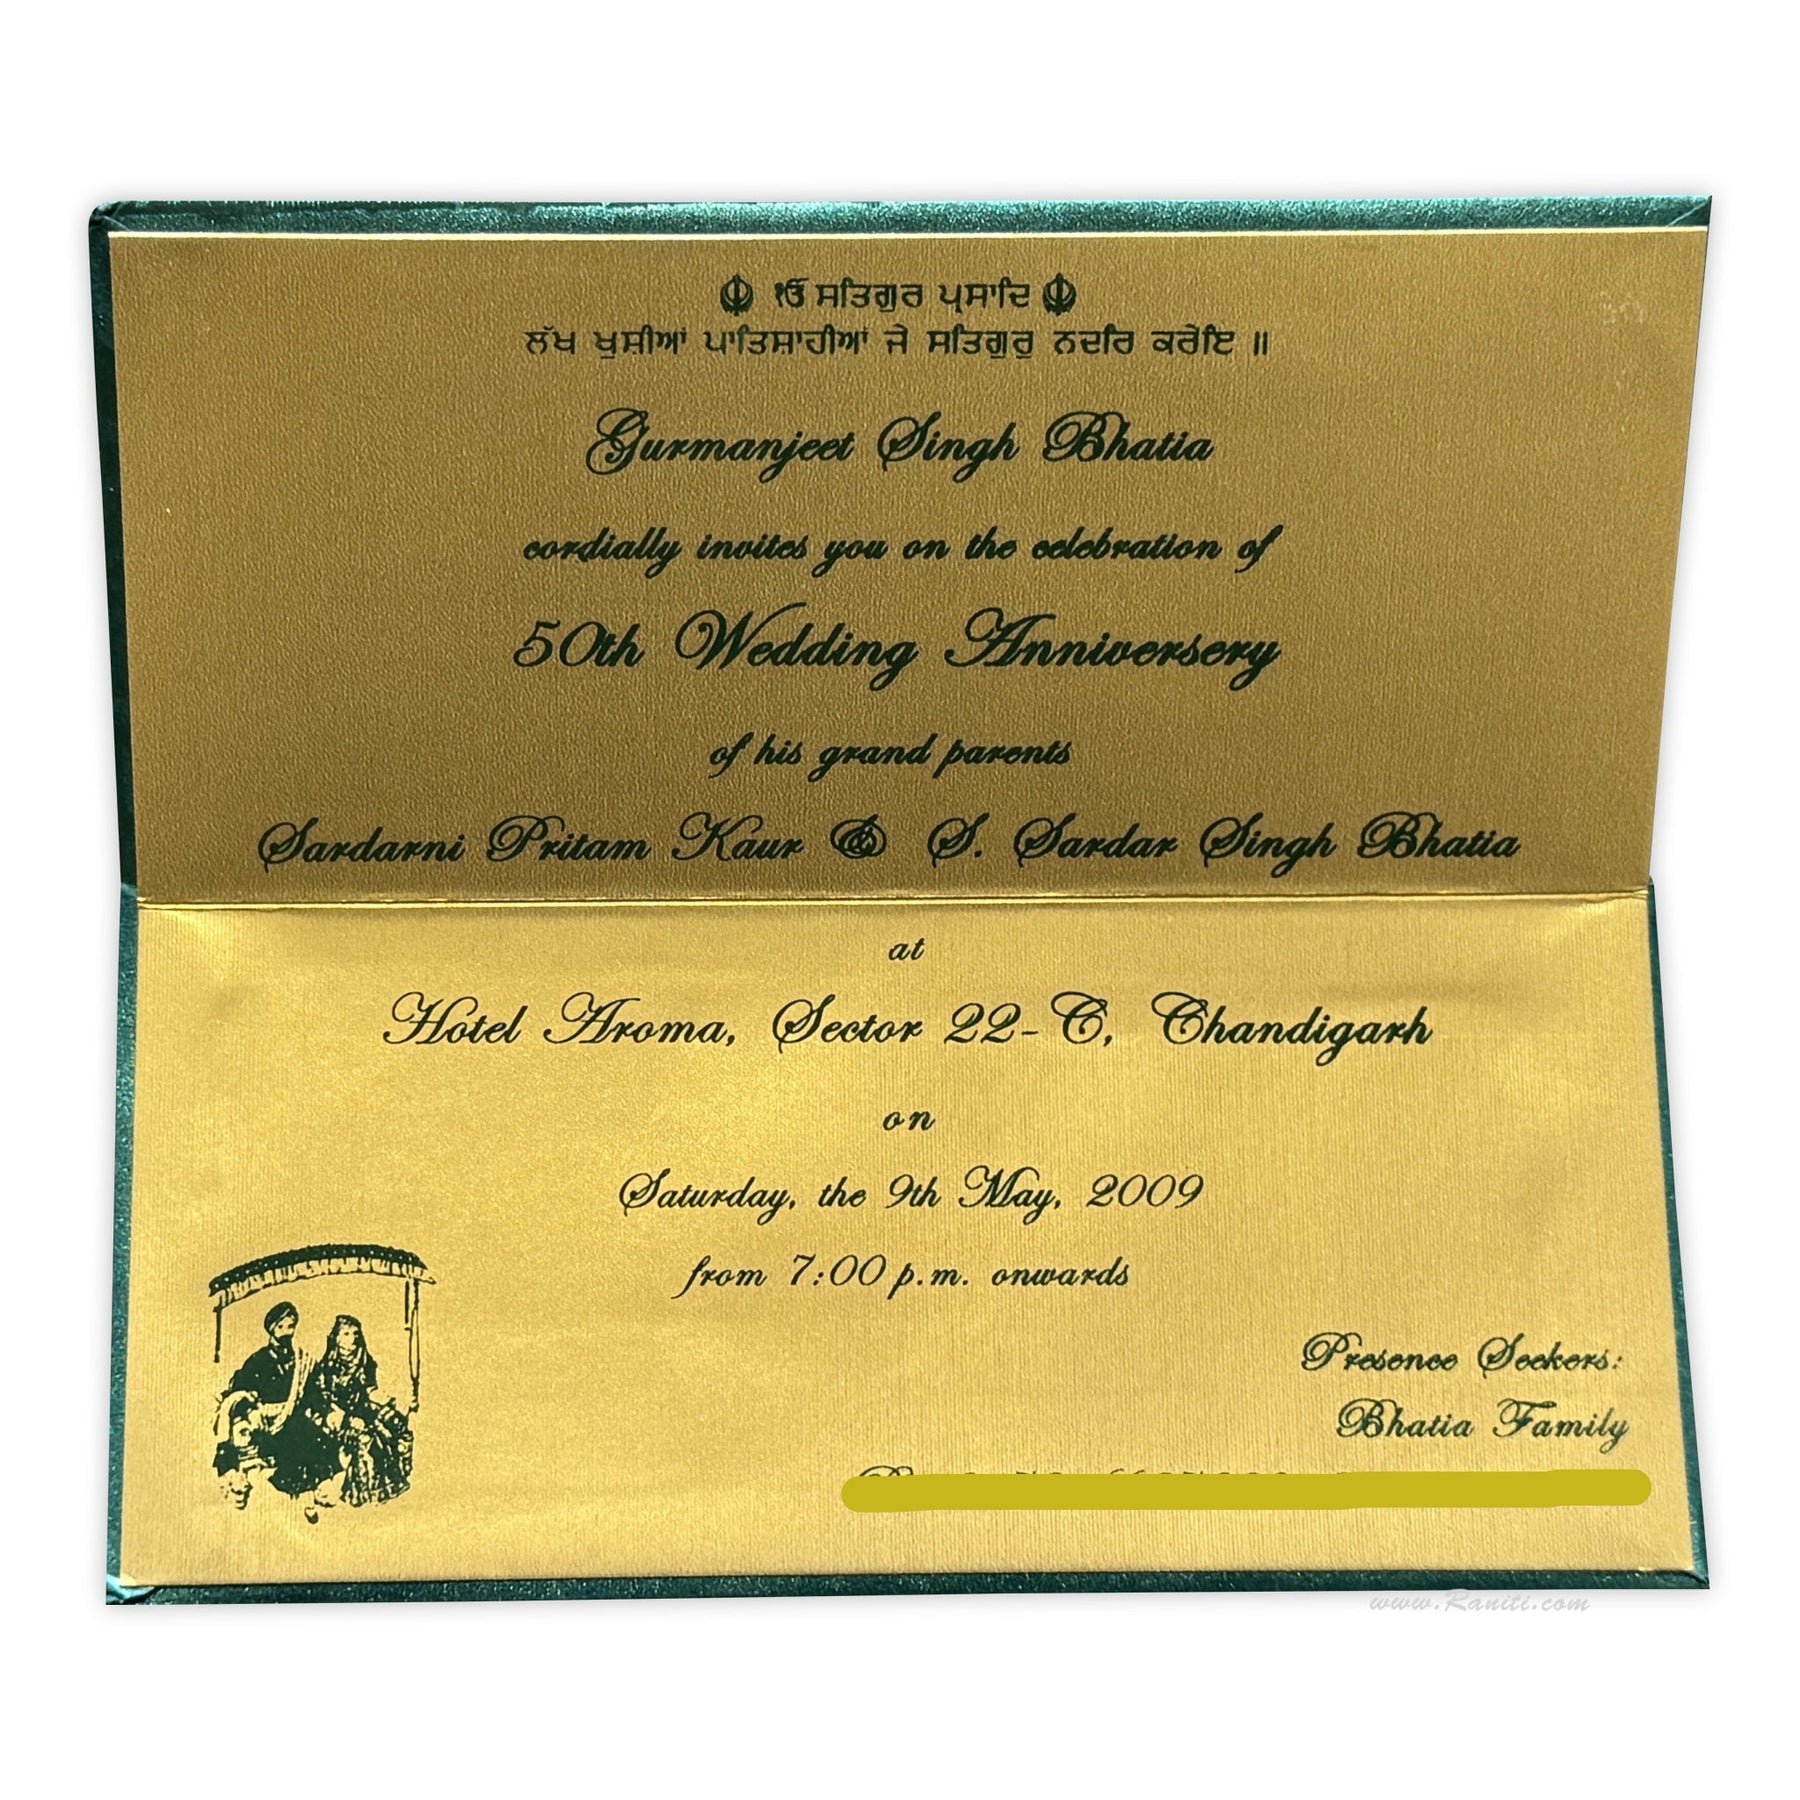 ੴ ਸਤਿਗੁਰ ਪ੍ਰਸਾਦਿ
ਲੱਖ ਖੁਸ਼ੀਆਂ ਪਾਤਿਸ਼ਾਹੀਆਂ ਜੇ ਸਤਿਗੁਰੁ ਨਦਰਿ ਕਰੇਇ ॥
Gurmanjeet Singh Bhatia
cordially invites you on the celebration of
50th Wedding Anniversery
of his grand parents
Sardarni Pritam Kaur & S. Sardar Singh Bhatia
at
Hotel Aroma, Sector 22-C, Chandigarh
on
Saturday, the 9th May, 2009
from 7:00 p.m. onwards
Presence Seekers:
Bhatia Family
www.Raniti.com